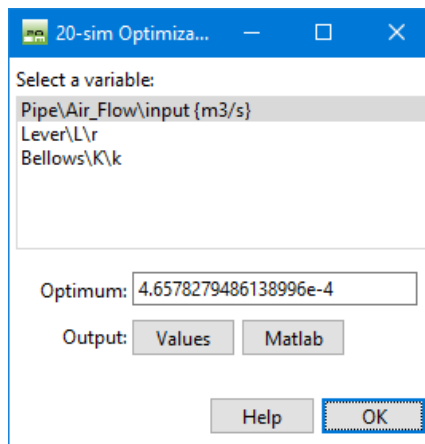 20-sim Optimiza...
Select a variable:
Pipe\Air_Flow\input {m3/s}
Lever\L\r
Bellows\K\k
Optimum: 4.6578279486138996e-4
Output: Values Matlab
Help OK